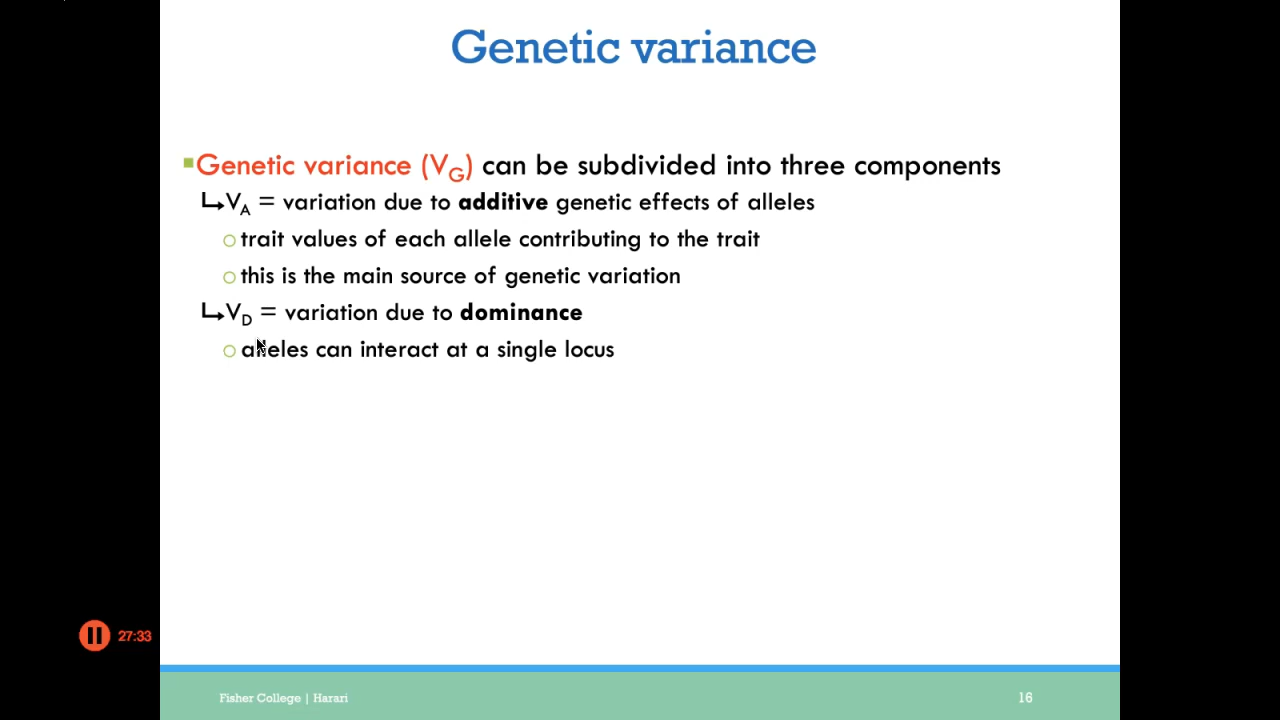 Genetic variance
Genetic variance (VG) can be subdivided into three components
VA = variation due to additive genetic effects of alleles
trait values of each allele contributing to the trait
this is the main source of genetic variation
VD = variation due to dominance
alleles can interact at a single locus
27:33
Fisher College | Harari
16